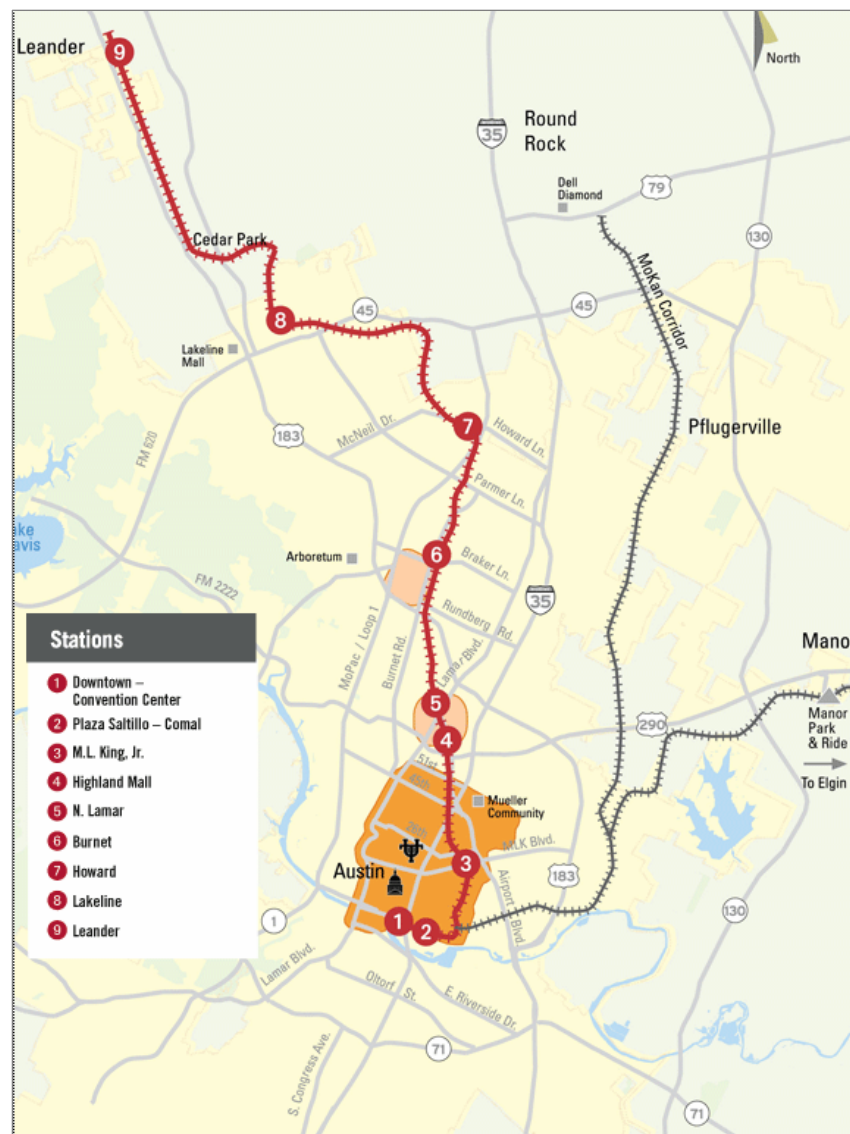 Leander
9
North
35
Round
Rock
Dell
Diamond
79
Cedar Park
130
MoKan Corridor
8
45
45
Lakeline
Mall
7
McNeil Dr.
Howard Ln.
183
FM 620
Pflugerville
Parmer Ln.
Arboretum
6
Braker Ln.
FM 2222
35
Rundberg Rd.
MoPac / Loop 1
Burnet Rd.
Lamar Blvd.
Stations
1 Downtown –
Convention Center
2 Plaza Saltillo – Comal
3 M.L. King, Jr.
4 Highland Mall
5 N. Lamar
6 Burnet
7 Howard
8 Lakeline
9 Leander
5
4
290
Mano
Manor
Park
& Ride
To Elgin
51st
45th
Mueller
Community
26th
MLK Blvd.
3
Austin
183
Airport Blvd.
1
2
1
130
Lamar Blvd.
Oltorf St.
E. Riverside Dr.
71
S. Congress Ave.
71